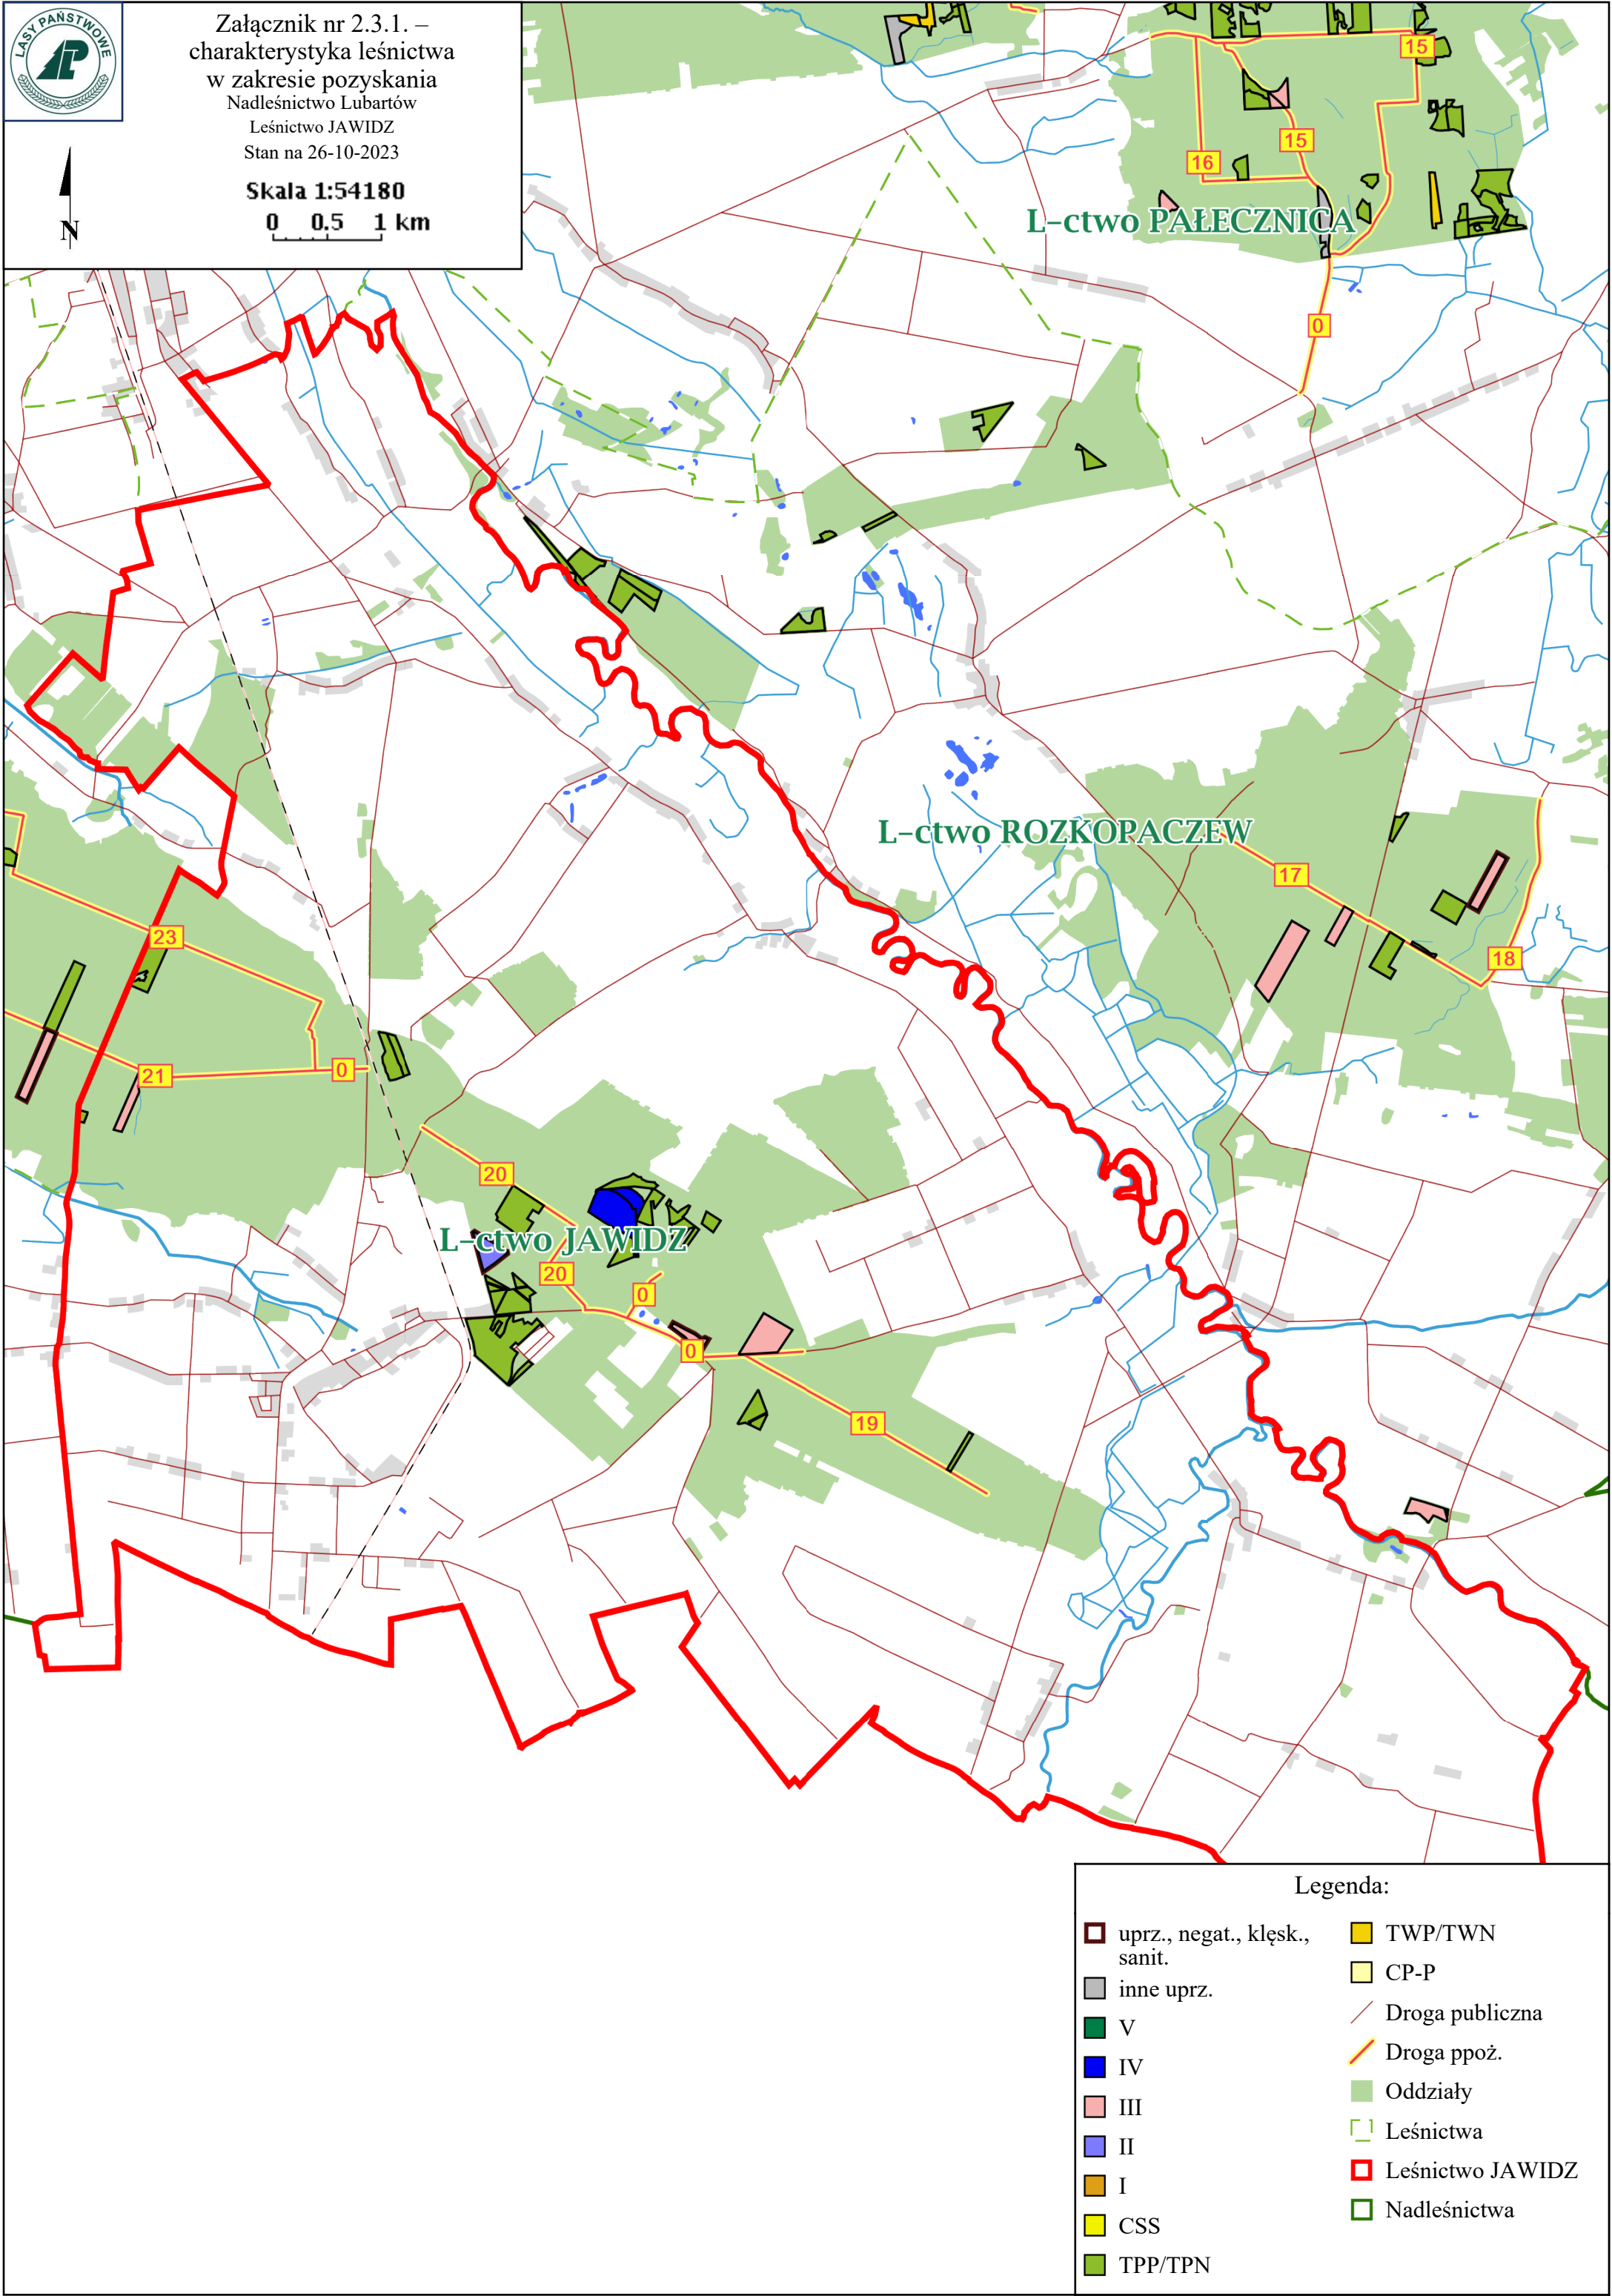 LASY PAŃSTWOWE
Załącznik nr 2.3.1. –
charakterystyka leśnictwa
w zakresie pozyskania
Nadleśnictwo Lubartów
Leśnictwo JAWIDZ
Stan na 26-10-2023
Skala 1:54180
0 0.5 1 km
N
15
15
16
L-ctwo PAŁECZNICA
0
L-ctwo ROZKOPACZEW
17
18
23
21
0
20
L-ctwo JAWIDZ
20
0
0
19
Legenda:
uprz., negat., klęsk.,
sanit.
inne uprz.
V
IV
III
II
I
CSS
TPP/TPN
TWP/TWN
CP-P
Droga publiczna
Droga ppoż.
Oddziały
Leśnictwa
Leśnictwo JAWIDZ
Nadleśnictwa